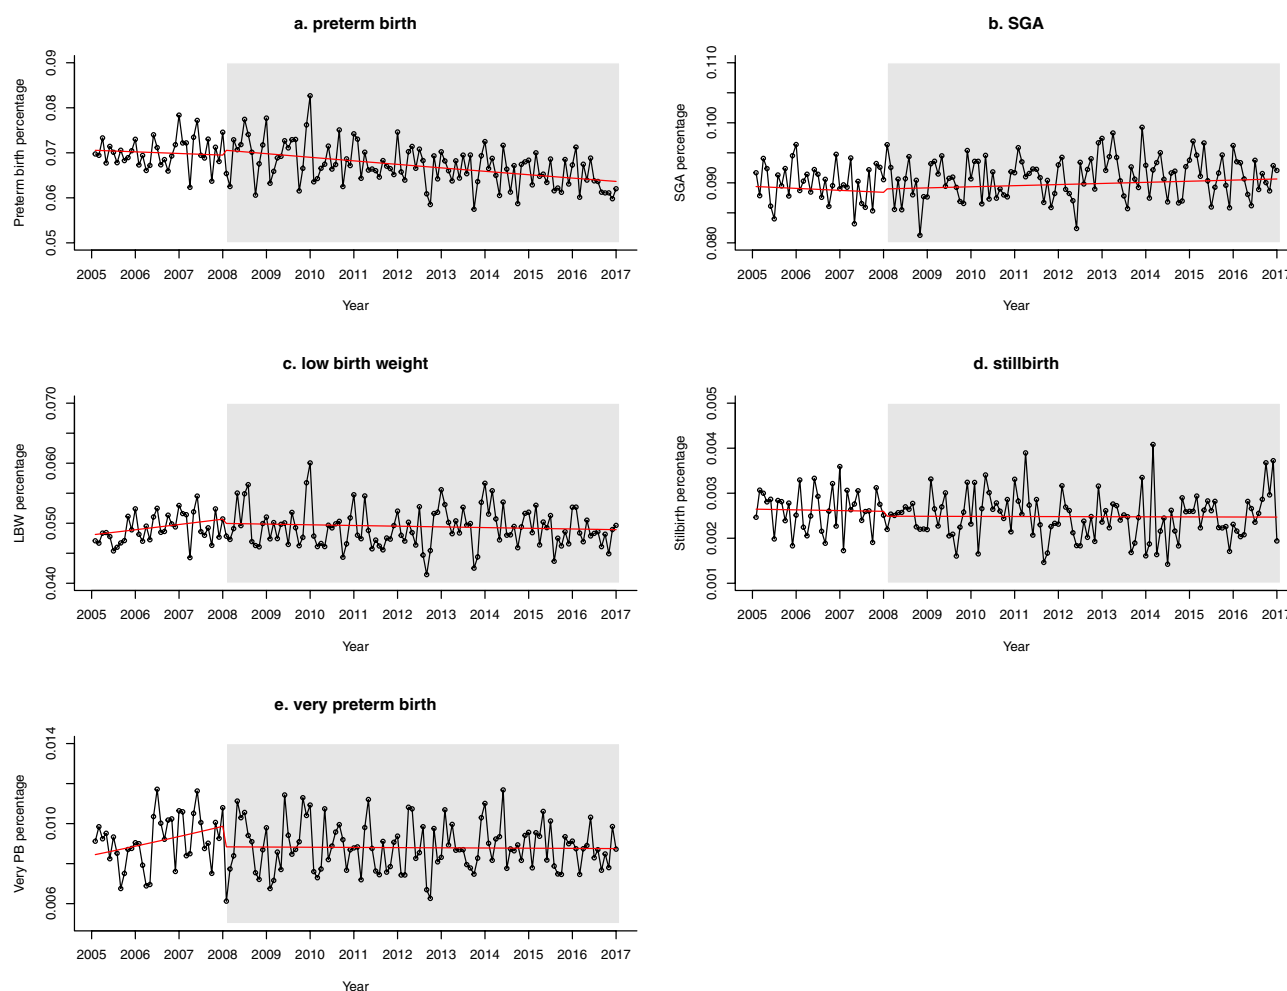 a. preterm birth
Preterm birth percentage
0.09
0.08
0.07
0.06
0.05
2005 2006 2007 2008 2009 2010 2011 2012 2013 2014 2015 2016 2017
Year
b. SGA
SGA percentage
0.110
0.100
0.090
0.080
2005 2006 2007 2008 2009 2010 2011 2012 2013 2014 2015 2016 2017
Year
c. low birth weight
LBW percentage
0.070
0.060
0.050
0.040
2005 2006 2007 2008 2009 2010 2011 2012 2013 2014 2015 2016 2017
Year
d. stillbirth
Stillbirth percentage
0.005
0.004
0.003
0.002
0.001
2005 2006 2007 2008 2009 2010 2011 2012 2013 2014 2015 2016 2017
Year
e. very preterm birth
Very PB percentage
0.014
0.010
0.006
2005 2006 2007 2008 2009 2010 2011 2012 2013 2014 2015 2016 2017
Year